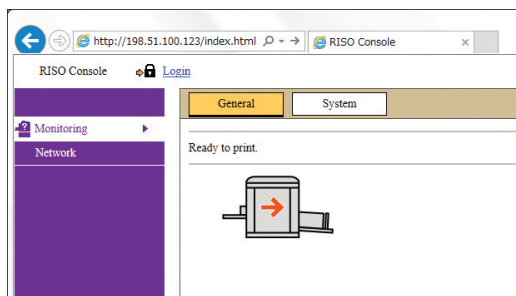 http://198.51.100.123/index.html
RISO Console
RISO Console
Login
General
System
Monitoring
Network
Ready to print.